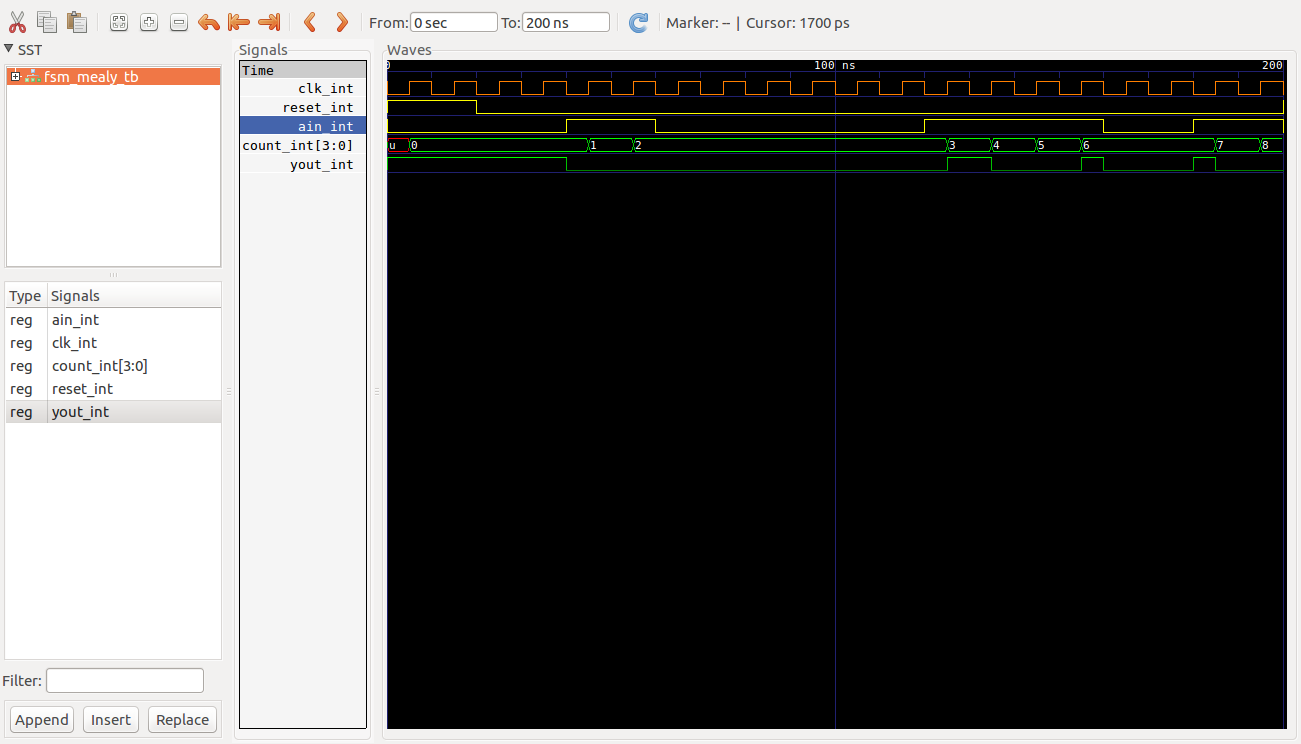 From: 0 sec To: 200 ns Marker: -- | Cursor: 1700 ps
SST
fsm_mealy_tb
Type Signals
reg ain_int
reg clk_int
reg count_int[3:0]
reg reset_int
reg yout_int
Filter:
Append Insert Replace
Signals
Time
clk_int
reset_int
ain_int
count_int[3:0]
yout_int
Waves
0 100 ns 200
u 0 1 2 3 4 5 6 7 8